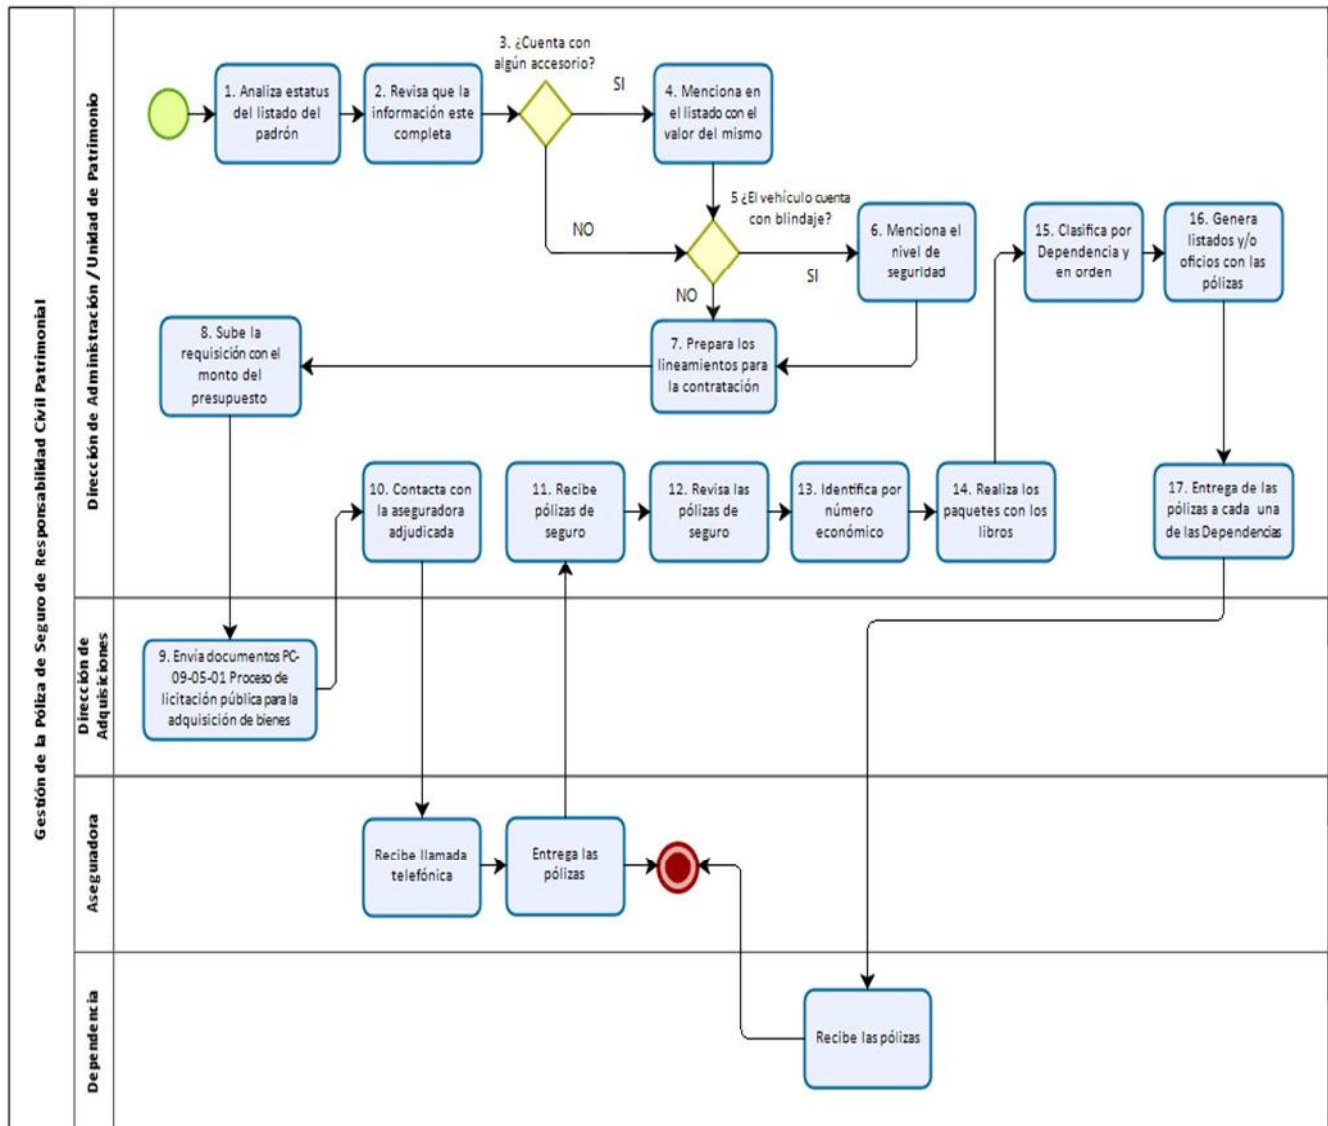 Gestión de la Póliza de Seguro de Responsabilidad Civil Patrimonial
Dirección de Administración /Unidad de Patrimonio
1. Analiza estatus
del listado del
padrón
2. Revisa que la
información este
completa
3. ¿Cuenta con
algún accesorio?
SI
NO
4. Menciona en
el listado con el
valor del mismo
5 ¿El vehículo cuenta
con blindaje?
SI
NO
6. Menciona el
nivel de
seguridad
7. Prepara los
lineamientos para
la contratación
8. Sube la
requisición con el
monto del
presupuesto
10. Contacta con
la aseguradora
adjudicada
11. Recibe
pólizas de
seguro
12. Revisa las
pólizas de
seguro
13. Identifica por
número
económico
14. Realiza los
paquetes con los
libros
15. Clasifica por
Dependencia y
en orden
16. Genera
listados y/o
oficios con las
pólizas
17. Entrega de las
pólizas a cada una
de las Dependencias
Dirección de
Adquisiciones
9. Envía documentos PC-
09-05-01 Proceso de
licitación pública para la
adquisición de bienes
Aseguradora
Recibe llamada
telefónica
Entrega las
pólizas
Dependencia
Recibe las pólizas